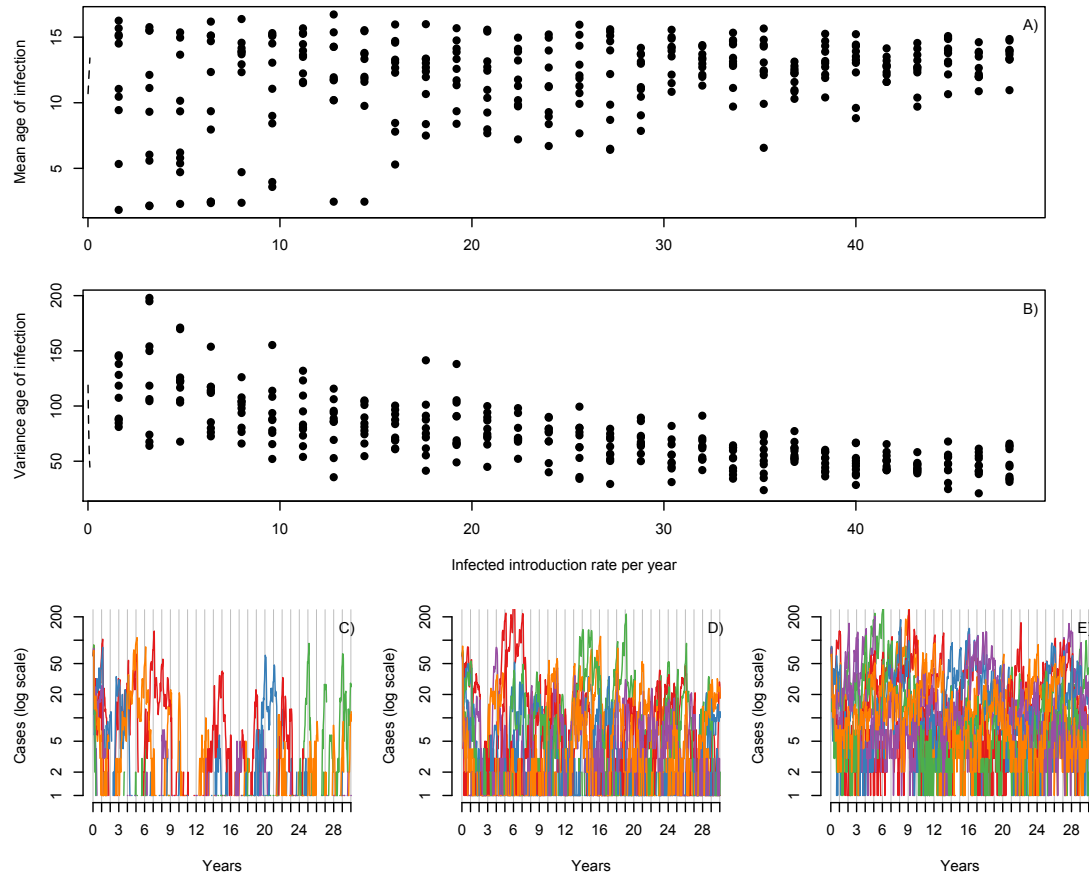 A)
Mean age of infection
15
10
5
0 10 20 30 40
B)
Variance age of infection
200
150
100
50
0 10 20 30 40
Infected introduction rate per year
C)
Cases (log scale)
200
50
20
5
2
1
0 3 6 9 12 16 20 24 28
Years
D)
Cases (log scale)
200
50
20
5
2
1
0 3 6 9 12 16 20 24 28
Years
E)
Cases (log scale)
200
50
20
5
2
1
0 3 6 9 12 16 20 24 28
Years